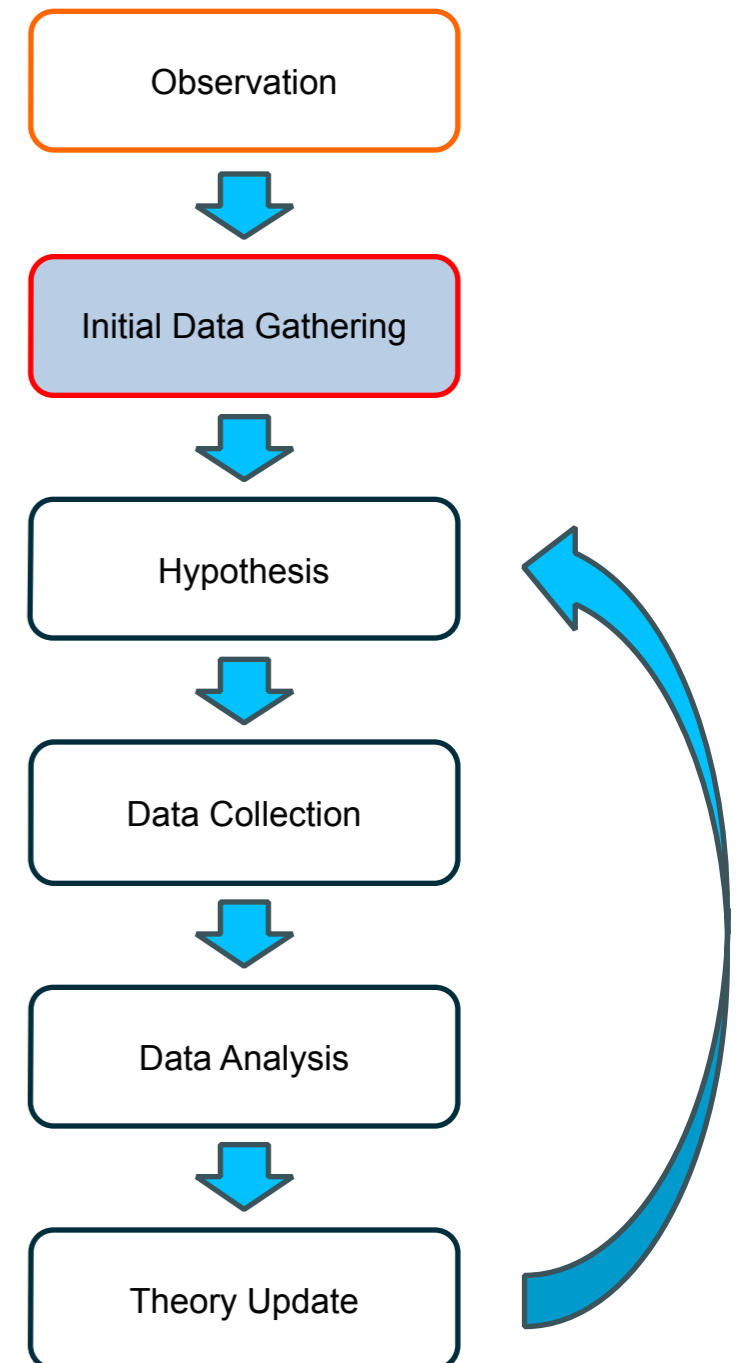 Observation
Initial Data Gathering
Hypothesis
Data Collection
Data Analysis
Theory Update